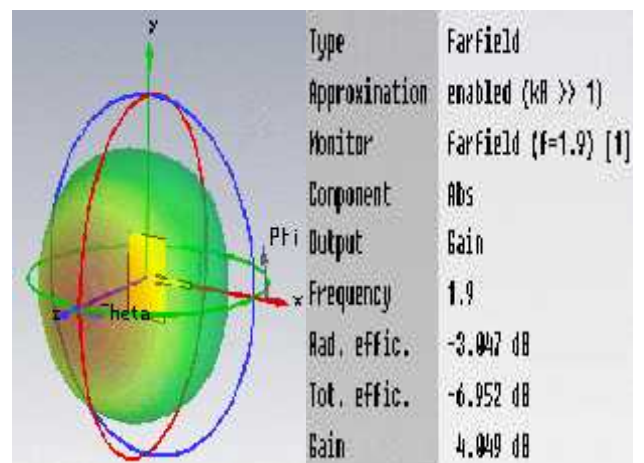 y
Phi
x
z
Theta
Type Farfield
Approximation enabled (kR >> 1)
Monitor Farfield (f=1.9) [1]
Component Abs
Output Gain
Frequency 1.9
Rad. effic. -3.047 dB
Tot. effic. -6.952 dB
Gain 4.049 dB